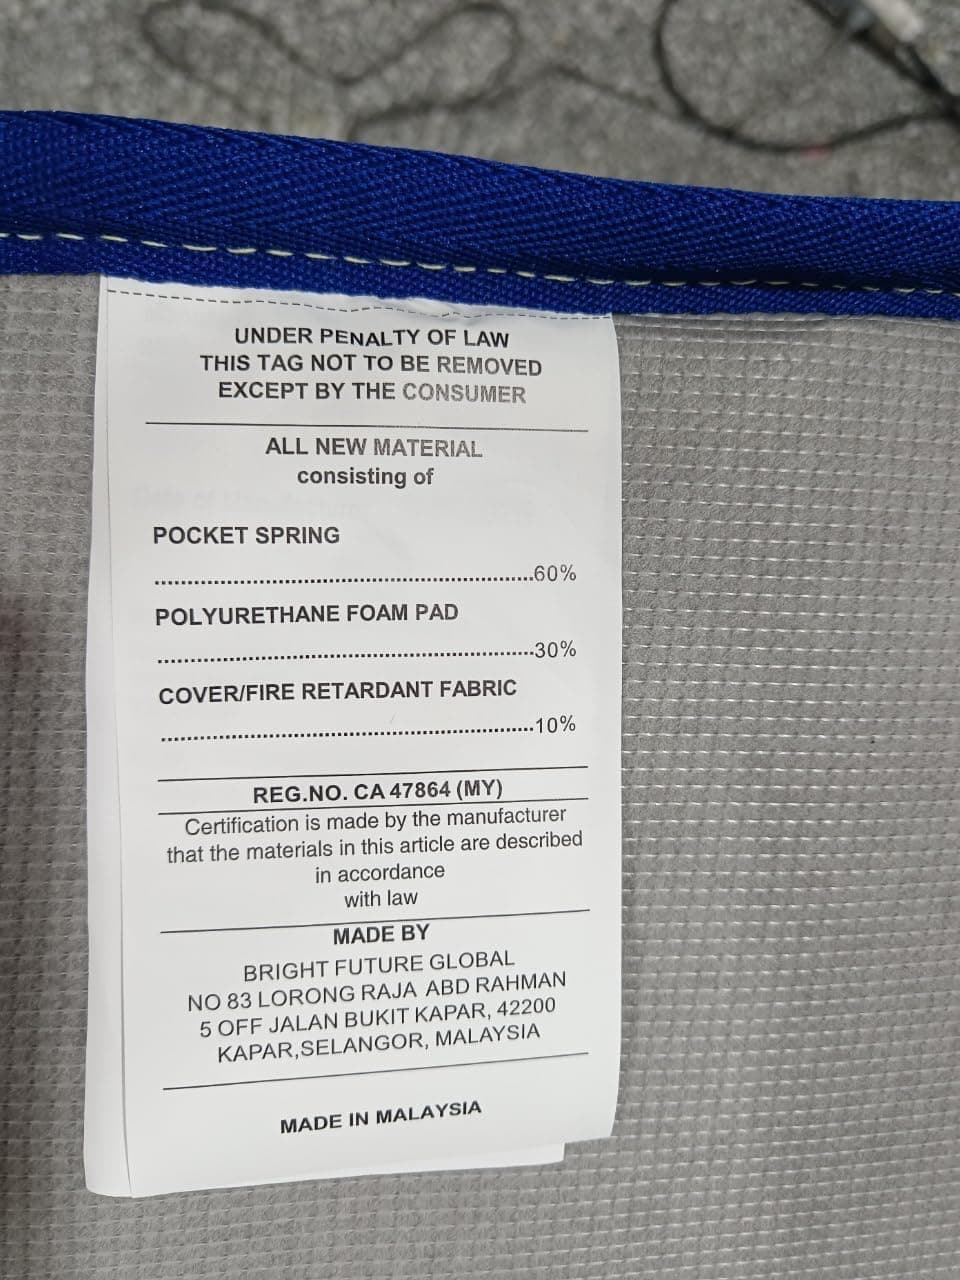 UNDER PENALTY OF LAW
THIS TAG NOT TO BE REMOVED
EXCEPT BY THE CONSUMER
ALL NEW MATERIAL
consisting of
POCKET SPRING
..........................................................60%
POLYURETHANE FOAM PAD
..........................................................30%
COVER/FIRE RETARDANT FABRIC
.........................................................10%
REG.NO. CA 47864 (MY)
Certification is made by the manufacturer
that the materials in this article are described
in accordance
with law
MADE BY
BRIGHT FUTURE GLOBAL
NO 83 LORONG RAJA ABD RAHMAN
5 OFF JALAN BUKIT KAPAR, 42200
KAPAR,SELANGOR, MALAYSIA
MADE IN MALAYSIA